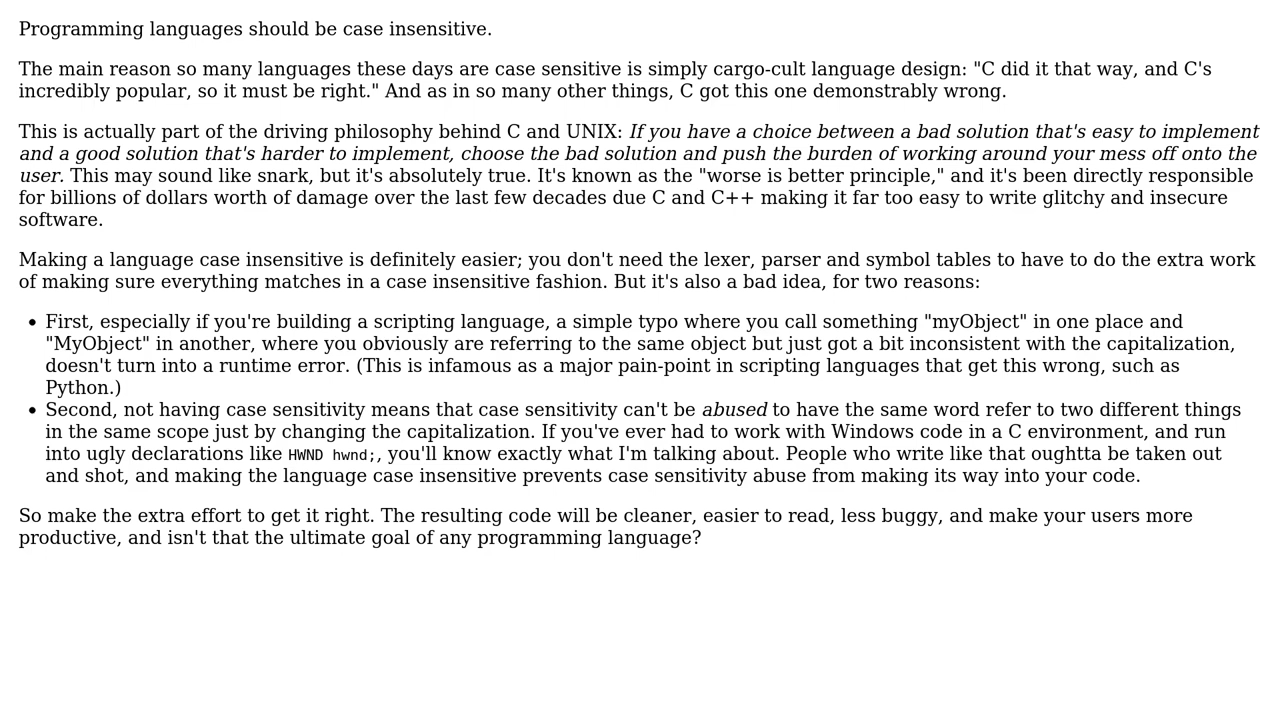 Programming languages should be case insensitive.
The main reason so many languages these days are case sensitive is simply cargo-cult language design: "C did it that way, and C's
incredibly popular, so it must be right." And as in so many other things, C got this one demonstrably wrong.
This is actually part of the driving philosophy behind C and UNIX: If you have a choice between a bad solution that's easy to implement
and a good solution that's harder to implement, choose the bad solution and push the burden of working around your mess off onto the
user. This may sound like snark, but it's absolutely true. It's known as the "worse is better principle," and it's been directly responsible
for billions of dollars worth of damage over the last few decades due C and C++ making it far too easy to write glitchy and insecure
software.
Making a language case insensitive is definitely easier; you don't need the lexer, parser and symbol tables to have to do the extra work
of making sure everything matches in a case insensitive fashion. But it's also a bad idea, for two reasons:
• First, especially if you're building a scripting language, a simple typo where you call something "myObject" in one place and
"MyObject" in another, where you obviously are referring to the same object but just got a bit inconsistent with the capitalization,
doesn't turn into a runtime error. (This is infamous as a major pain-point in scripting languages that get this wrong, such as
Python.)
• Second, not having case sensitivity means that case sensitivity can't be abused to have the same word refer to two different things
in the same scope just by changing the capitalization. If you've ever had to work with Windows code in a C environment, and run
into ugly declarations like HWND hwnd;, you'll know exactly what I'm talking about. People who write like that oughtta be taken out
and shot, and making the language case insensitive prevents case sensitivity abuse from making its way into your code.
So make the extra effort to get it right. The resulting code will be cleaner, easier to read, less buggy, and make your users more
productive, and isn't that the ultimate goal of any programming language?